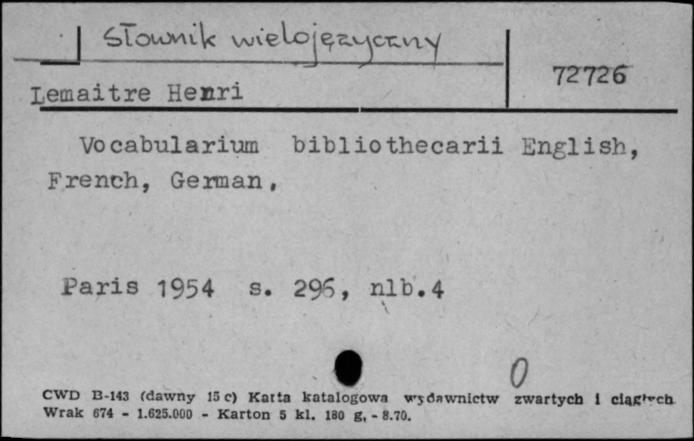 Słownik wielojęzyczny
72726
Lemaitre Henri
Vocabularium bibliothecarii English,
French, German,
Paris 1954 s. 296, nlb.4
0
CWD B-143 (dawny 15 c) Karta katalogowa wydawnictw zwartych i ciągłych
Wrak 674 - 1.625.000 - Karton 5 kl. 180 g, - 8.70.